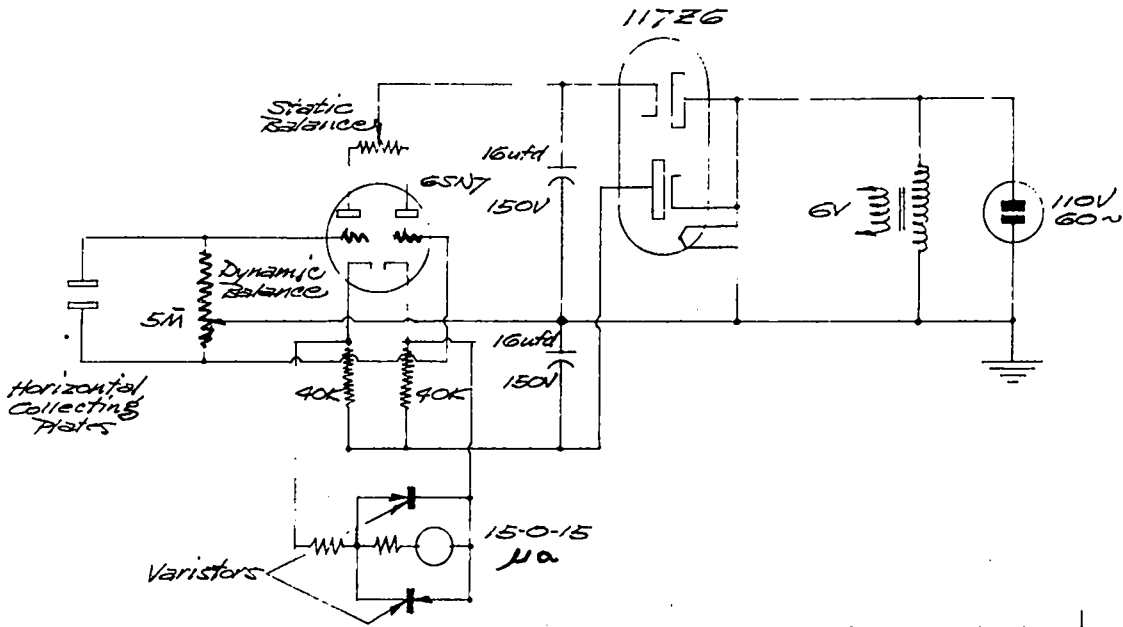 117Z6
Static
Balance
16ufd
150V
6SN7
6V
110V
60~
Dynamic
Balance
5M
16ufd
150V
40K
40K
Horizontal
Collecting
Plates
15-0-15
μa
Varistors